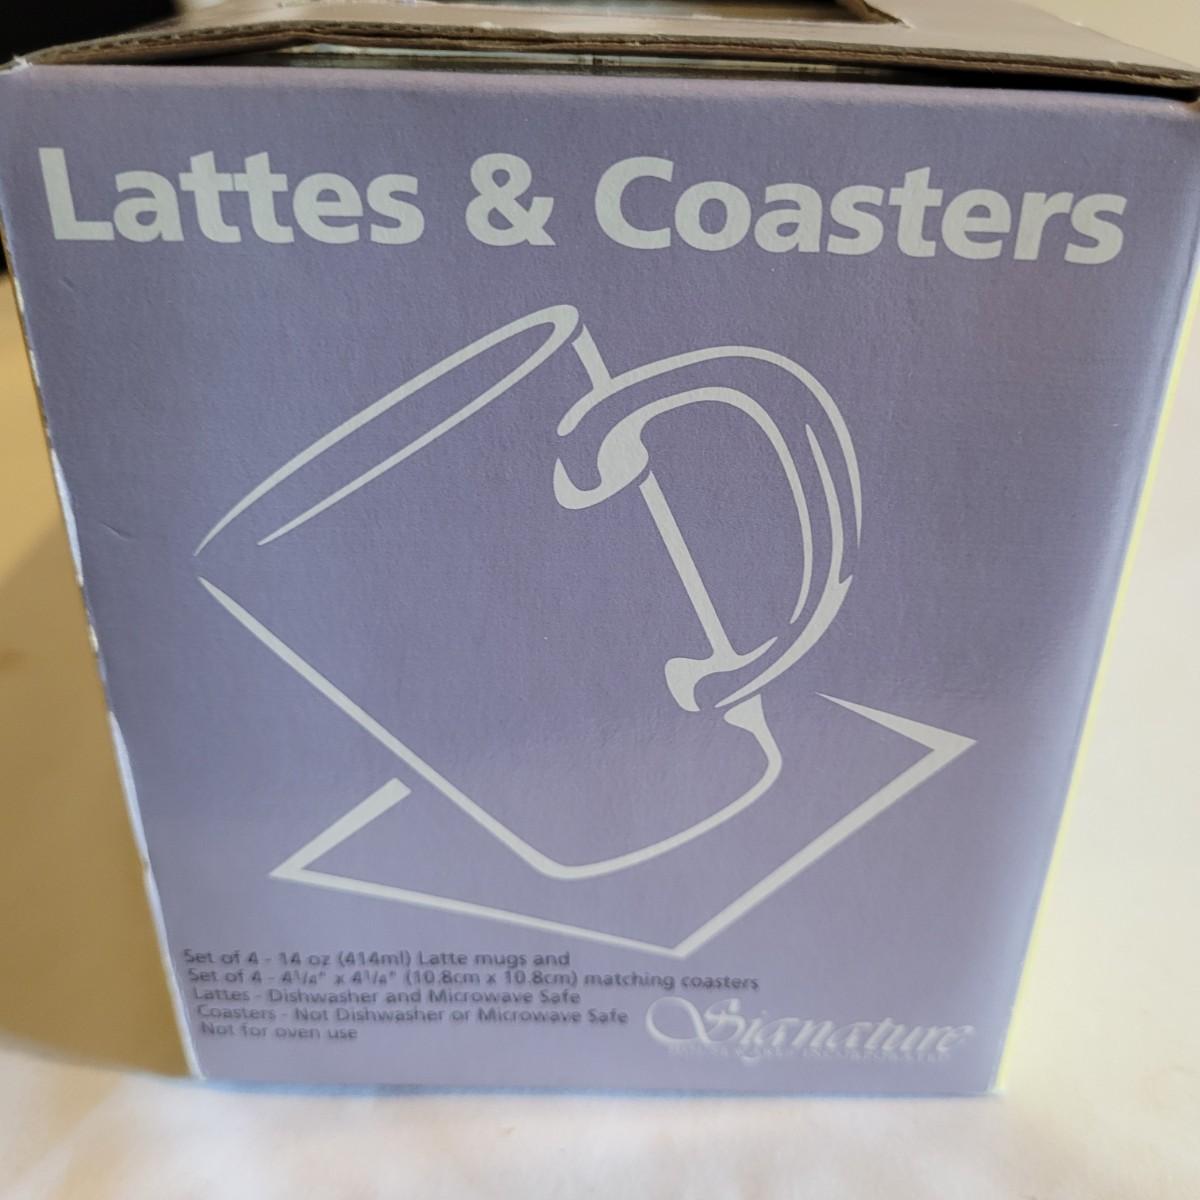 Lattes & Coasters
Set of 4 - 14 oz (414ml) Latte mugs and
Set of 4 - 4¼" x 4¼" (10.8cm x 10.8cm) matching coasters
Lattes - Dishwasher and Microwave Safe
Coasters - Not Dishwasher or Microwave Safe
Not for oven use
Signature